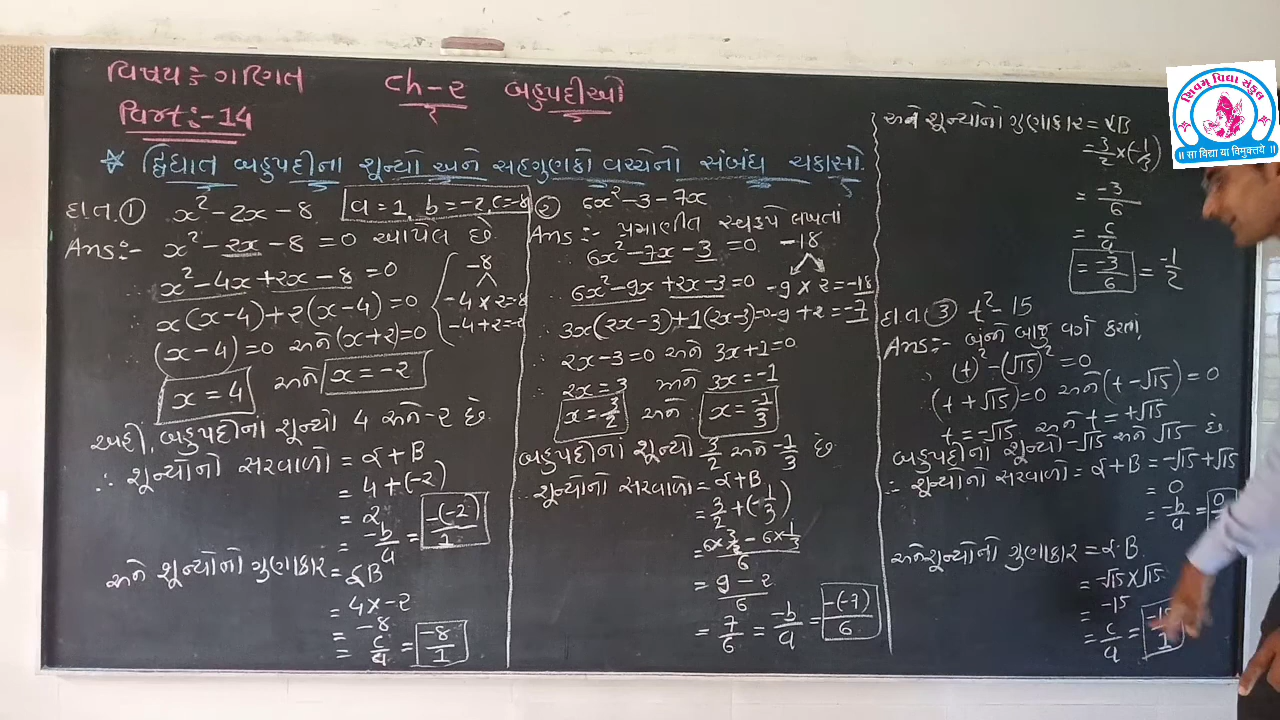 વિષય :- ગણિત
Ch-૨ બહુપદીઓ
વિભાગ :- 14
* દ્વિઘાત બહુપદીના શૂન્યો અને સહગુણકો વચ્ચેનો સંબંધ ચકાસો.
દા.ત.① x² - 2x - 8
a = 1, b = -2, c = -8
Ans:- x² - 2x - 8 = 0 આપેલ છે
∴ x² - 4x + 2x - 8 = 0
∴ x(x-4) + 2(x-4) = 0
∴ (x-4) = 0 અને (x+2) = 0
x = 4 અને x = -2
-8
-4 x 2 = -8
-4 + 2 = -2
અહીં, બહુપદીનાં શૂન્યો 4 અને -2 છે.
∴ શૂન્યોનો સરવાળો = α + β
= 4 + (-2)
= 2
= -b/a = -(-2)/1
અને શૂન્યોનો ગુણાકાર = αβ
= 4 x -2
= -8
= c/a = -8/1
② 6x² - 3 - 7x
Ans:- પ્રમાણીત સ્વરૂપે લખતાં
∴ 6x² - 7x - 3 = 0
∴ 6x² - 9x + 2x - 3 = 0
∴ 3x(2x-3) + 1(2x-3) = 0
∴ 2x - 3 = 0 અને 3x + 1 = 0
∴ 2x = 3 અને 3x = -1
x = 3/2 અને x = -1/3
-18
-9 x 2 = -18
-9 + 2 = -7
બહુપદીનાં શૂન્યો 3/2 અને -1/3 છે
∴ શૂન્યોનો સરવાળો = α + β
= 3/2 + (-1/3)
= 6x3/2 - 6x1/3 / 6
= 9 - 2 / 6
= 7/6 = -b/a = -(-7)/6
અને શૂન્યોનો ગુણાકાર = αβ
= 3/2 x (-1/3)
= -3/6
= c/a
= -3/6 = -1/2
દા.ત.③ t² - 15
Ans:- બંન્ને બાજુ વર્ગ કરતાં,
∴ (t)² - (√15)² = 0
(t + √15) = 0 અને (t - √15) = 0
t = -√15 અને t = +√15
બહુપદીનાં શૂન્યો -√15 અને √15 છે.
∴ શૂન્યોનો સરવાળો = α + β = -√15 + √15
= 0
= -b/a = 0
અને શૂન્યોનો ગુણાકાર = α·β
= -√15 x √15
= -15
= c/a = -15/1
શિવમ્ વિદ્યા સંકુલ
॥ सा विद्या या विमुक्तये ॥